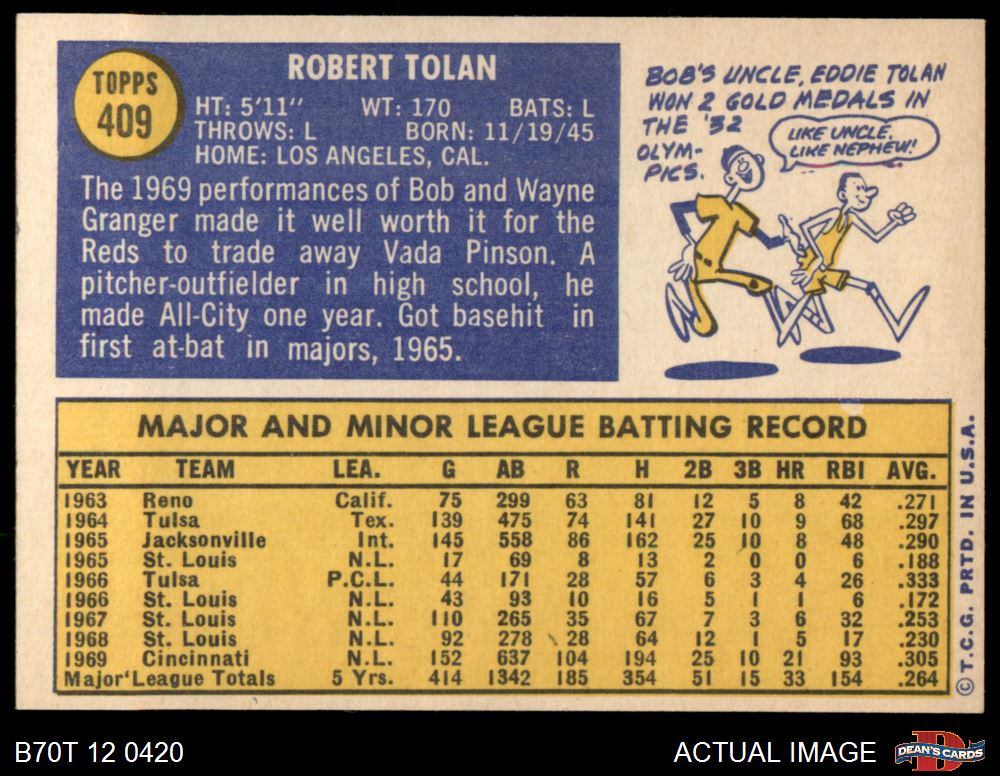 TOPPS
409
ROBERT TOLAN
HT: 5'11" WT: 170 BATS: L
THROWS: L BORN: 11/19/45
HOME: LOS ANGELES, CAL.
The 1969 performances of Bob and Wayne
Granger made it well worth it for the
Reds to trade away Vada Pinson. A
pitcher-outfielder in high school, he
made All-City one year. Got basehit in
first at-bat in majors, 1965.
BOB'S UNCLE, EDDIE TOLAN
WON 2 GOLD MEDALS IN
THE '32
OLYM-
PICS.
LIKE UNCLE,
LIKE NEPHEW!
MAJOR AND MINOR LEAGUE BATTING RECORD
YEAR TEAM LEA. G AB R H 2B 3B HR RBI AVG.
1963 Reno Calif. 75 299 63 81 12 5 8 42 .271
1964 Tulsa Tex. 139 475 74 141 27 10 9 68 .297
1965 Jacksonville Int. 145 558 86 162 25 10 8 48 .290
1965 St. Louis N.L. 17 69 8 13 2 0 0 6 .188
1966 Tulsa P.C.L. 44 171 28 57 6 3 4 26 .333
1966 St. Louis N.L. 43 93 10 16 5 1 1 6 .172
1967 St. Louis N.L. 110 265 35 67 7 3 6 32 .253
1968 St. Louis N.L. 92 278 28 64 12 1 5 17 .230
1969 Cincinnati N.L. 152 637 104 194 25 10 21 93 .305
Major League Totals 5 Yrs. 414 1342 185 354 51 15 33 154 .264
© T.C.G. PRTD. IN U.S.A.
B70T 12 0420
ACTUAL IMAGE
D
DEAN'S CARDS